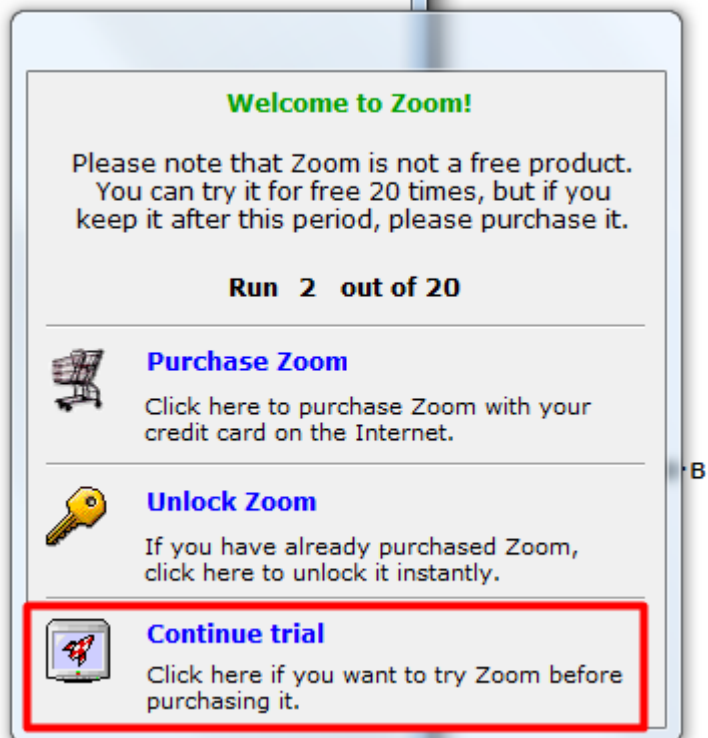 Welcome to Zoom!
Please note that Zoom is not a free product.
You can try it for free 20 times, but if you
keep it after this period, please purchase it.
Run 2 out of 20
Purchase Zoom
Click here to purchase Zoom with your
credit card on the Internet.
B
Unlock Zoom
If you have already purchased Zoom,
click here to unlock it instantly.
Continue trial
Click here if you want to try Zoom before
purchasing it.